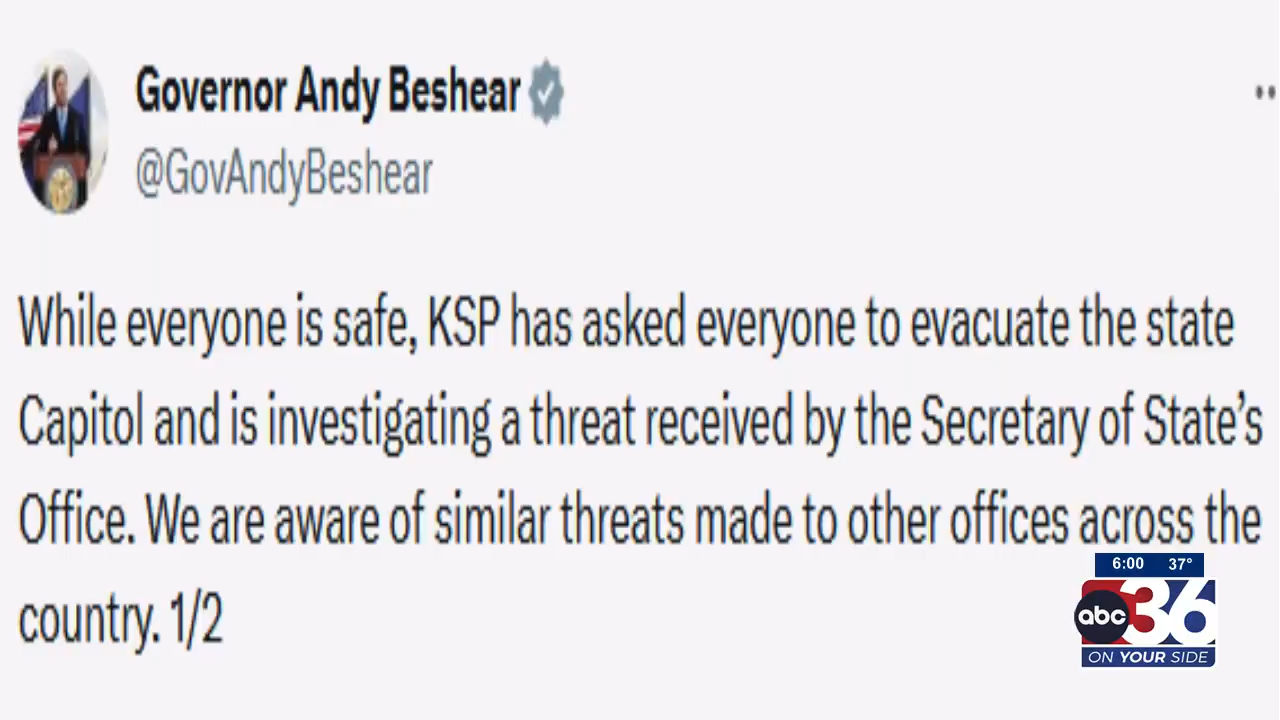 Governor Andy Beshear
@GovAndyBeshear
While everyone is safe, KSP has asked everyone to evacuate the state
Capitol and is investigating a threat received by the Secretary of State’s
Office. We are aware of similar threats made to other offices across the
country. 1/2
6:00 37°
abc 36
ON YOUR SIDE